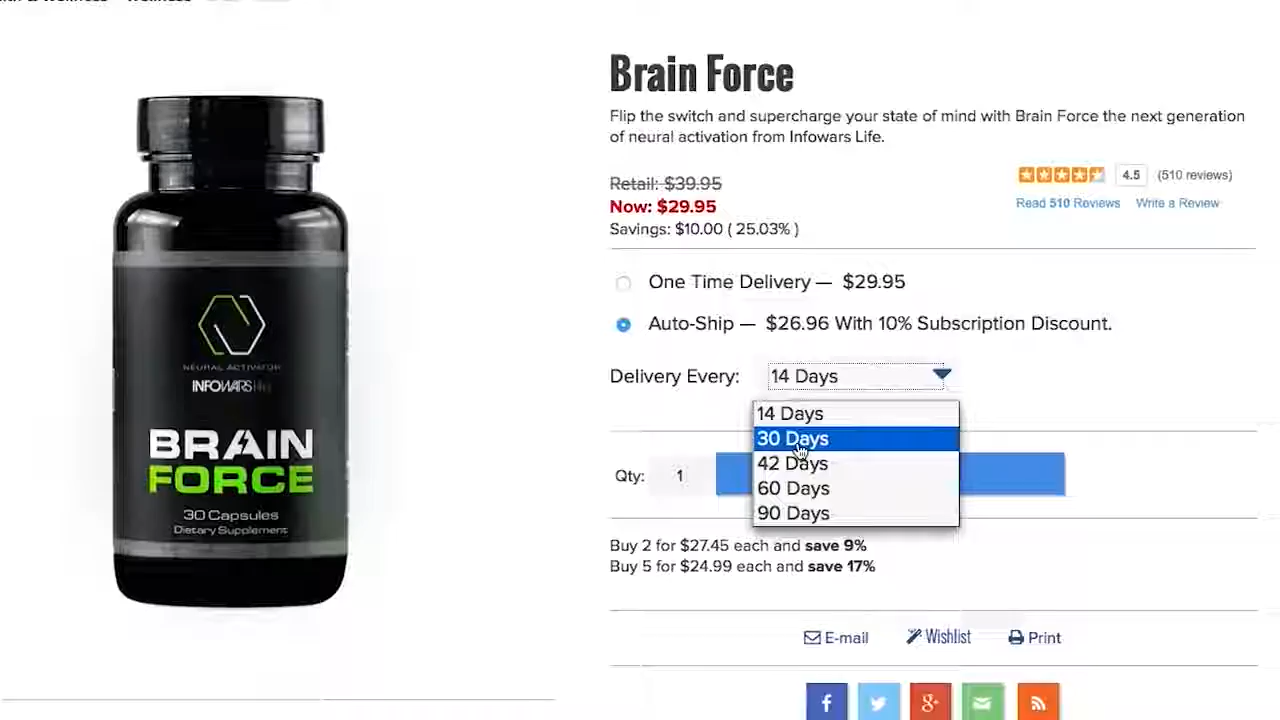 Wellness
Brain Force
Flip the switch and supercharge your state of mind with Brain Force the next generation
of neural activation from Infowars Life.
Retail: $39.95
Now: $29.95
Savings: $10.00 ( 25.03% )
4.5 (510 reviews)
Read 510 Reviews Write a Review
One Time Delivery — $29.95
Auto-Ship — $26.96 With 10% Subscription Discount.
Delivery Every: 14 Days
14 Days
30 Days
42 Days
60 Days
90 Days
Qty: 1
Buy 2 for $27.45 each and save 9%
Buy 5 for $24.99 each and save 17%
E-mail Wishlist Print
f g+
NEURAL ACTIVATOR
INFOWARS
BRAIN
FORCE
30 Capsules
Dietary Supplement